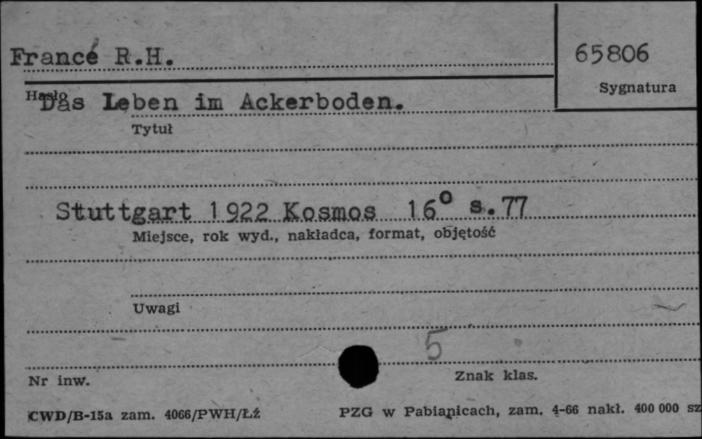 Francé R.H.
65806
Sygnatura
Hasło
Das Leben im Ackerboden.
Tytuł
Stuttgart 1922 Kosmos 16° s.77
Miejsce, rok wyd., nakładca, format, objętość
Uwagi
5
Nr inw.
Znak klas.
CWD/B-15a zam. 4066/PWH/Łź
PZG w Pabianicach, zam. 4-66 nakł. 400 000 sz